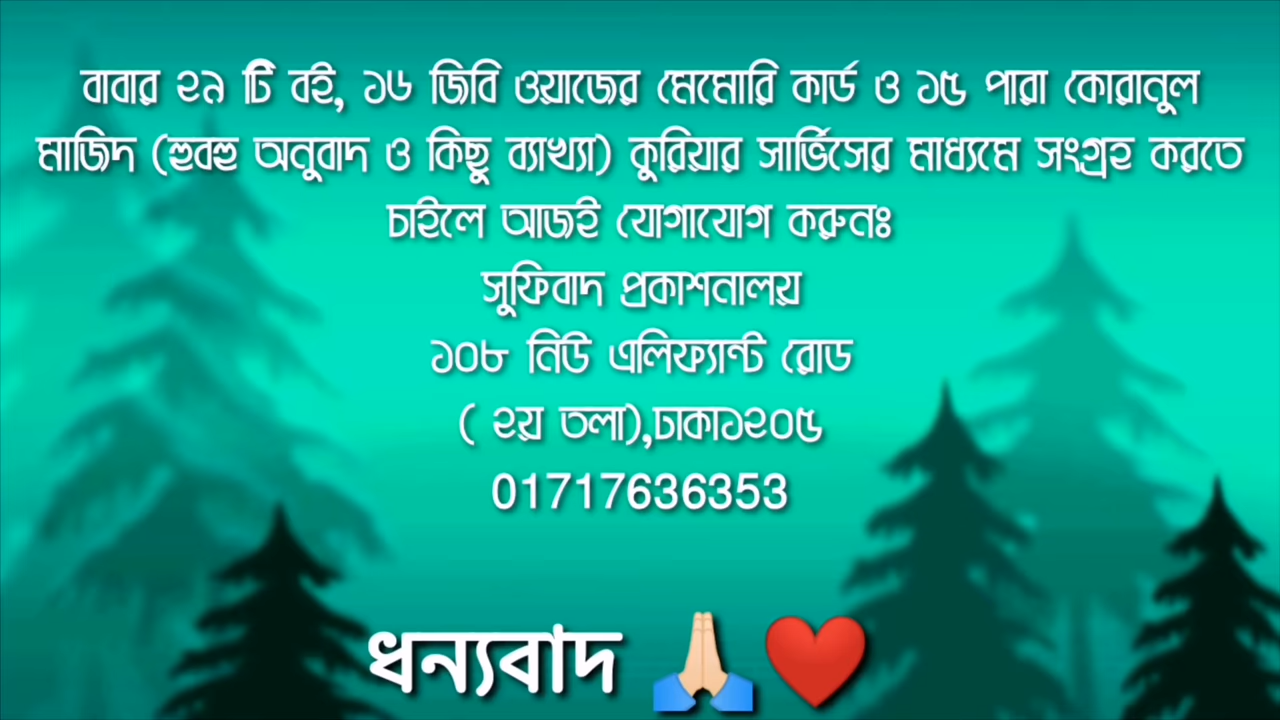 বাবার ২৯ টি বই, ১৬ জিবি ওয়াজের মেমোরি কার্ড ও ১৫ পারা কোরানুল
মাজিদ (হুবহু অনুবাদ ও কিছু ব্যাখ্যা) কুরিয়ার সার্ভিসের মাধ্যমে সংগ্রহ করতে
চাইলে আজই যোগাযোগ করুনঃ
সুফিবাদ প্রকাশনালয়
১০৮ নিউ এলিফ্যান্ট রোড
( ২য় তলা),ঢাকা১২০৫
01717636353
ধন্যবাদ 🙏🏻❤️